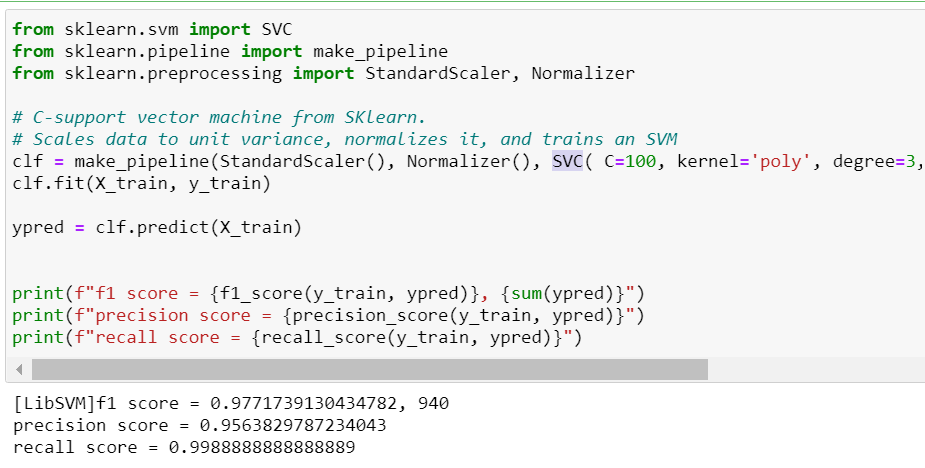 from sklearn.svm import SVC
from sklearn.pipeline import make_pipeline
from sklearn.preprocessing import StandardScaler, Normalizer
# C-support vector machine from SKlearn.
# Scales data to unit variance, normalizes it, and trains an SVM
clf = make_pipeline(StandardScaler(), Normalizer(), SVC( C=100, kernel='poly', degree=3,
clf.fit(X_train, y_train)
ypred = clf.predict(X_train)
print(f"f1 score = {f1_score(y_train, ypred)}, {sum(ypred)}")
print(f"precision score = {precision_score(y_train, ypred)}")
print(f"recall score = {recall_score(y_train, ypred)}")
[LibSVM]f1 score = 0.9771739130434782, 940
precision score = 0.9563829787234043
recall score = 0.9988888888888889